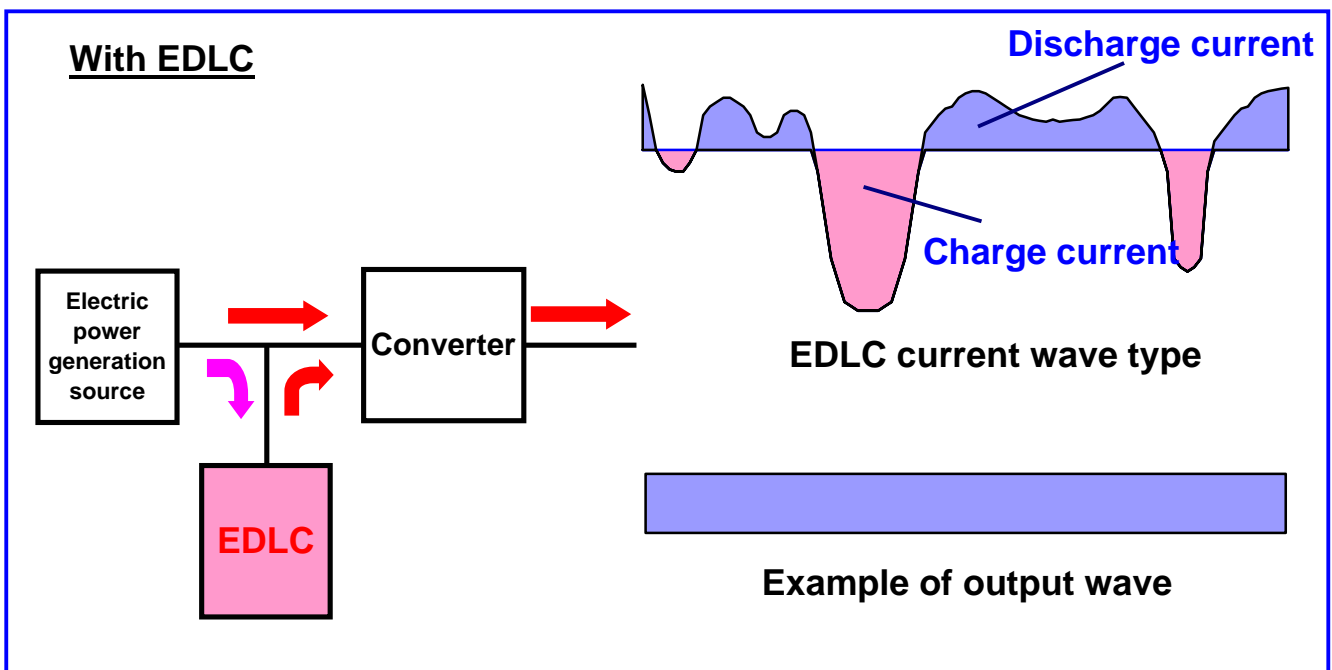 With EDLC
Discharge current
Charge current
EDLC current wave type
Electric
power
generation
source
Converter
EDLC
Example of output wave